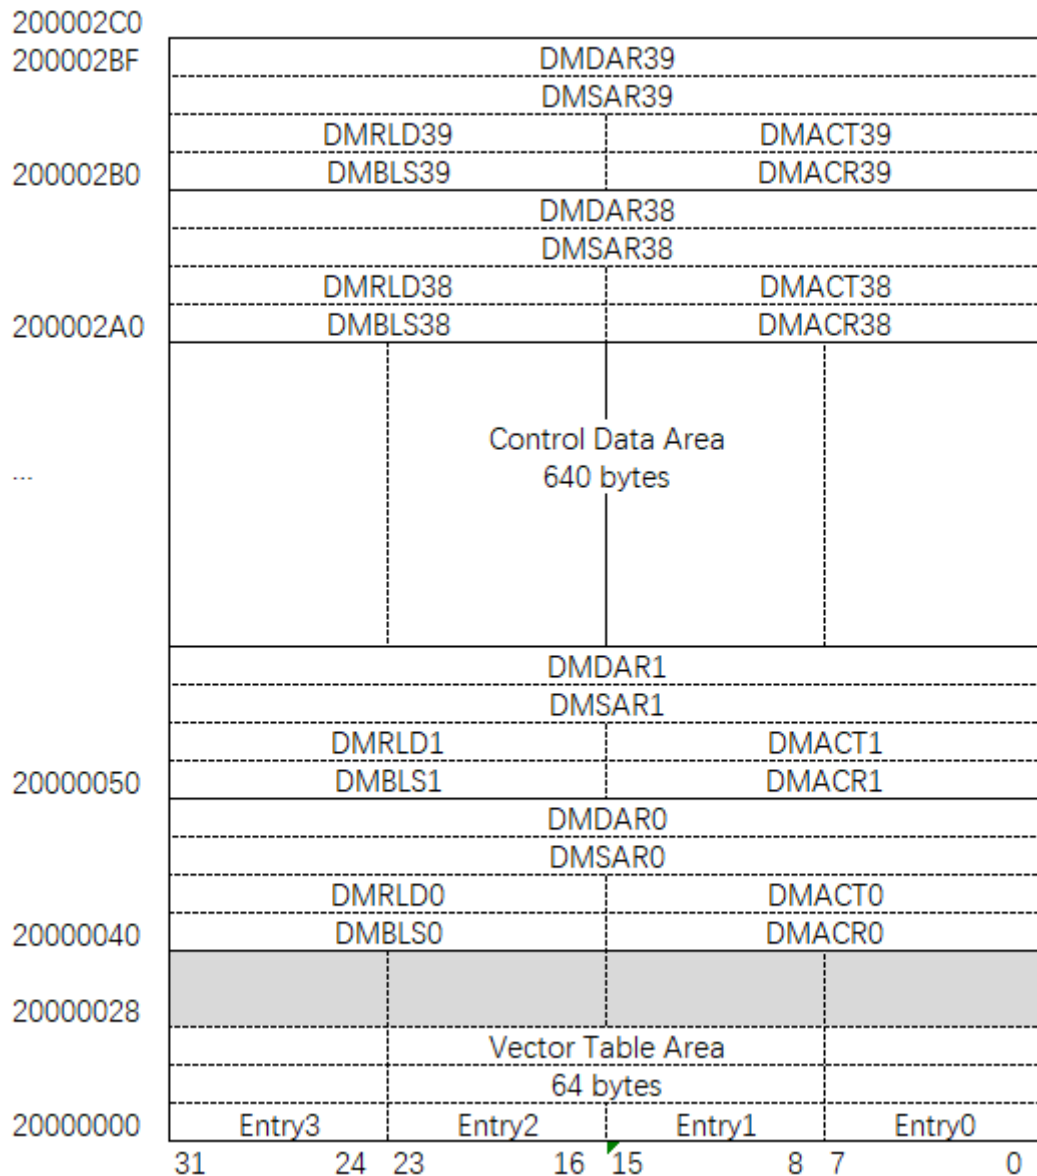 200002C0
200002BF DMDAR39
DMSAR39
DMRLD39 DMACT39
200002B0 DMBLS39 DMACR39
DMDAR38
DMSAR38
DMRLD38 DMACT38
200002A0 DMBLS38 DMACR38
Control Data Area
... 640 bytes
DMDAR1
DMSAR1
DMRLD1 DMACT1
20000050 DMBLS1 DMACR1
DMDAR0
DMSAR0
DMRLD0 DMACT0
20000040 DMBLS0 DMACR0
20000028
Vector Table Area
64 bytes
20000000 Entry3 Entry2 Entry1 Entry0
31 24 23 16 15 8 7 0